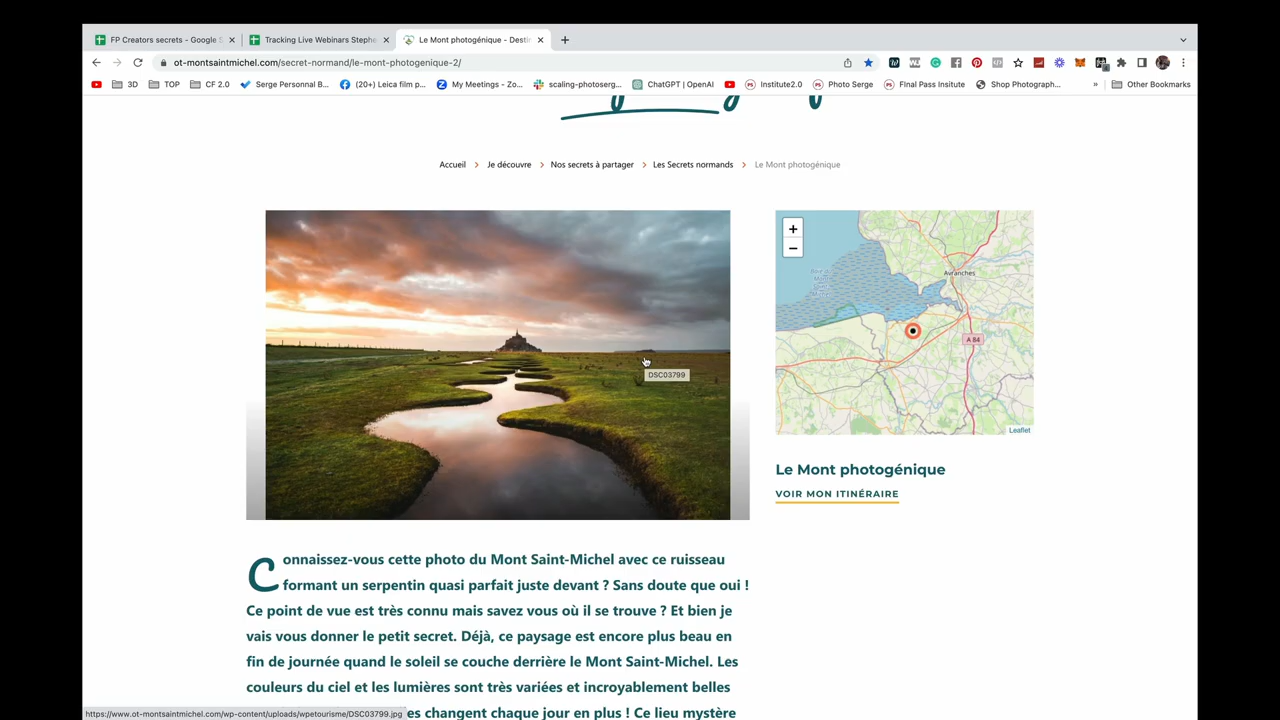 FP Creators secrets - Google S
Tracking Live Webinars Stephe
Le Mont photogénique - Destin
ot-montsaintmichel.com/secret-normand/le-mont-photogenique-2/
3D
TOP
CF 2.0
Serge Personnal B...
(20+) Leica film p...
My Meetings - Zo...
scaling-photoserg...
ChatGPT | OpenAI
Institute2.0
Photo Serge
FInal Pass Insitute
Shop Photograph...
»
Other Bookmarks
Accueil > Je découvre > Nos secrets à partager > Les Secrets normands > Le Mont photogénique
DSC03799
+
−
Avranches
A 84
Leaflet
Le Mont photogénique
VOIR MON ITINÉRAIRE
Connaissez-vous cette photo du Mont Saint-Michel avec ce ruisseau
formant un serpentin quasi parfait juste devant ? Sans doute que oui !
Ce point de vue est très connu mais savez vous où il se trouve ? Et bien je
vais vous donner le petit secret. Déjà, ce paysage est encore plus beau en
fin de journée quand le soleil se couche derrière le Mont Saint-Michel. Les
couleurs du ciel et les lumières sont très variées et incroyablement belles
es changent chaque jour en plus ! Ce lieu mystère
https://www.ot-montsaintmichel.com/wp-content/uploads/wpetourisme/DSC03799.jpg